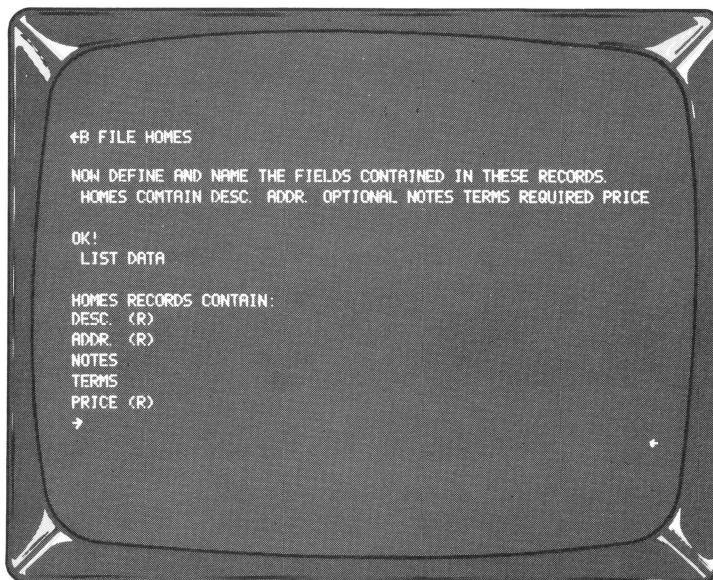 ←B FILE HOMES
NOW DEFINE AND NAME THE FIELDS CONTAINED IN THESE RECORDS.
HOMES COMTAIN DESC. ADDR. OPTIONAL NOTES TERMS REQUIRED PRICE
OK!
LIST DATA
HOMES RECORDS CONTAIN:
DESC. (R)
ADDR. (R)
NOTES
TERMS
PRICE (R)
→
←